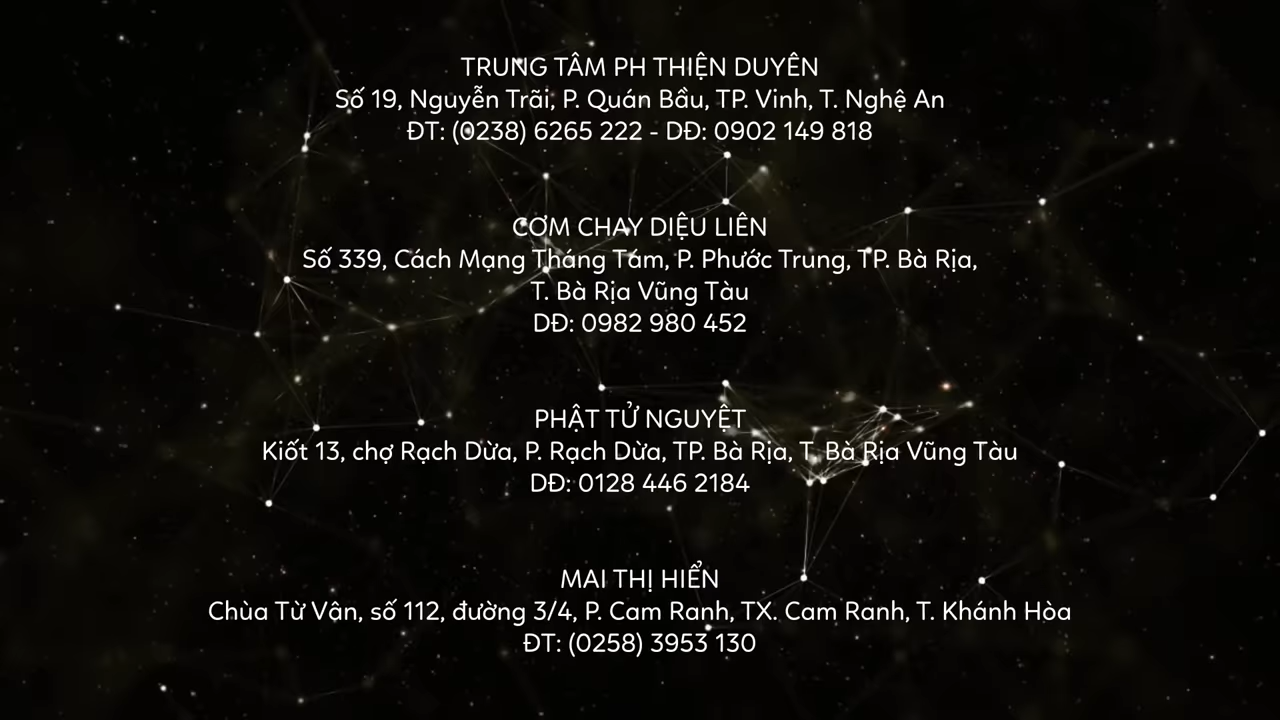 TRUNG TÂM PH THIỆN DUYÊN
Số 19, Nguyễn Trãi, P. Quán Bầu, TP. Vinh, T. Nghệ An
ĐT: (0238) 6265 222 - DĐ: 0902 149 818
CƠM CHAY DIỆU LIÊN
Số 339, Cách Mạng Tháng Tám, P. Phước Trung, TP. Bà Rịa,
T. Bà Rịa Vũng Tàu
DĐ: 0982 980 452
PHẬT TỬ NGUYỆT
Kiốt 13, chợ Rạch Dừa, P. Rạch Dừa, TP. Bà Rịa, T. Bà Rịa Vũng Tàu
DĐ: 0128 446 2184
MAI THỊ HIỂN
Chùa Từ Vân, số 112, đường 3/4, P. Cam Ranh, TX. Cam Ranh, T. Khánh Hòa
ĐT: (0258) 3953 130